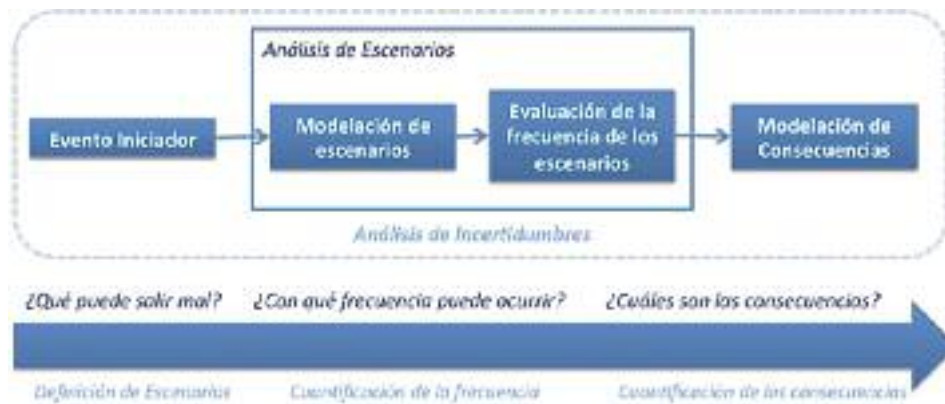 Análisis de Escenarios
Evento Iniciador
Modelación de
escenarios
Evaluación de la
frecuencia de los
escenarios
Modelación de
Consecuencias
Análisis de Incertidumbres
¿Qué puede salir mal?
¿Con qué frecuencia puede ocurrir?
¿Cuáles son las consecuencias?
Definición de Escenarios
Cuantificación de la frecuencia
Cuantificación de las consecuencias